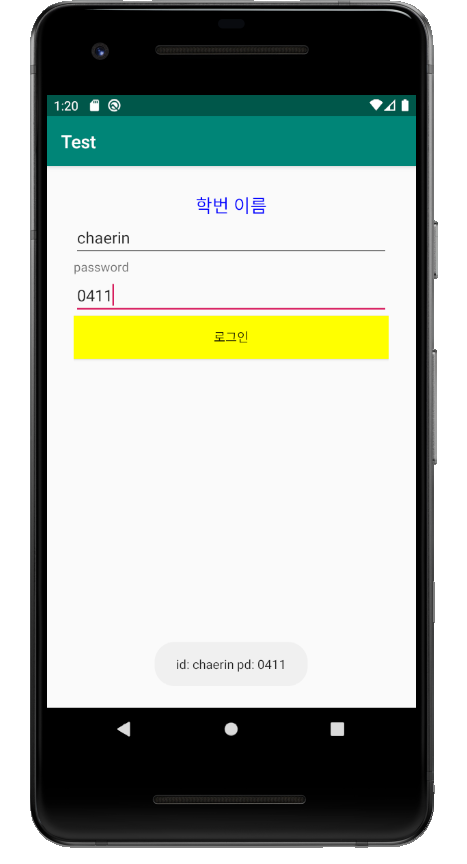 1:20
Test
학번 이름
chaerin
password
0411
로그인
id: chaerin pd: 0411